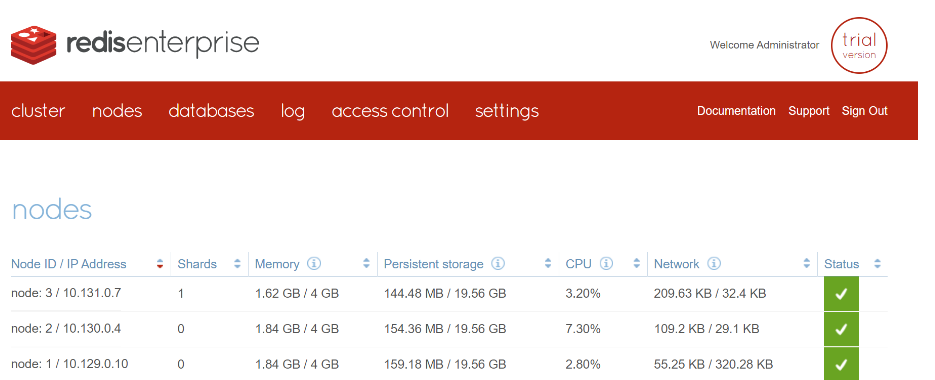 redisenterprise
Welcome Administrator
trial
version
cluster nodes databases log access control settings Documentation Support Sign Out
nodes
Node ID / IP Address Shards Memory Persistent storage CPU Network Status
node: 3 / 10.131.0.7 1 1.62 GB / 4 GB 144.48 MB / 19.56 GB 3.20% 209.63 KB / 32.4 KB
node: 2 / 10.130.0.4 0 1.84 GB / 4 GB 154.36 MB / 19.56 GB 7.30% 109.2 KB / 29.1 KB
node: 1 / 10.129.0.10 0 1.84 GB / 4 GB 159.18 MB / 19.56 GB 2.80% 55.25 KB / 320.28 KB